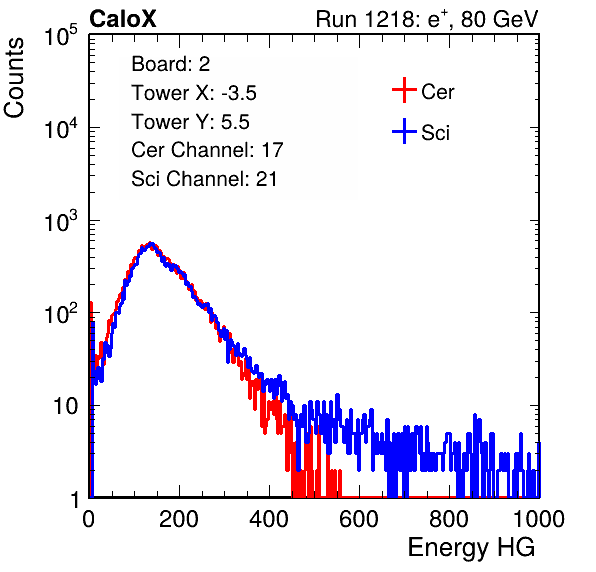 CaloX Run 1218: e⁺, 80 GeV
Counts
10⁵
10⁴
10³
10²
10
1
Board: 2
Tower X: -3.5
Tower Y: 5.5
Cer Channel: 17
Sci Channel: 21
Cer
Sci
0 200 400 600 800 1000
Energy HG